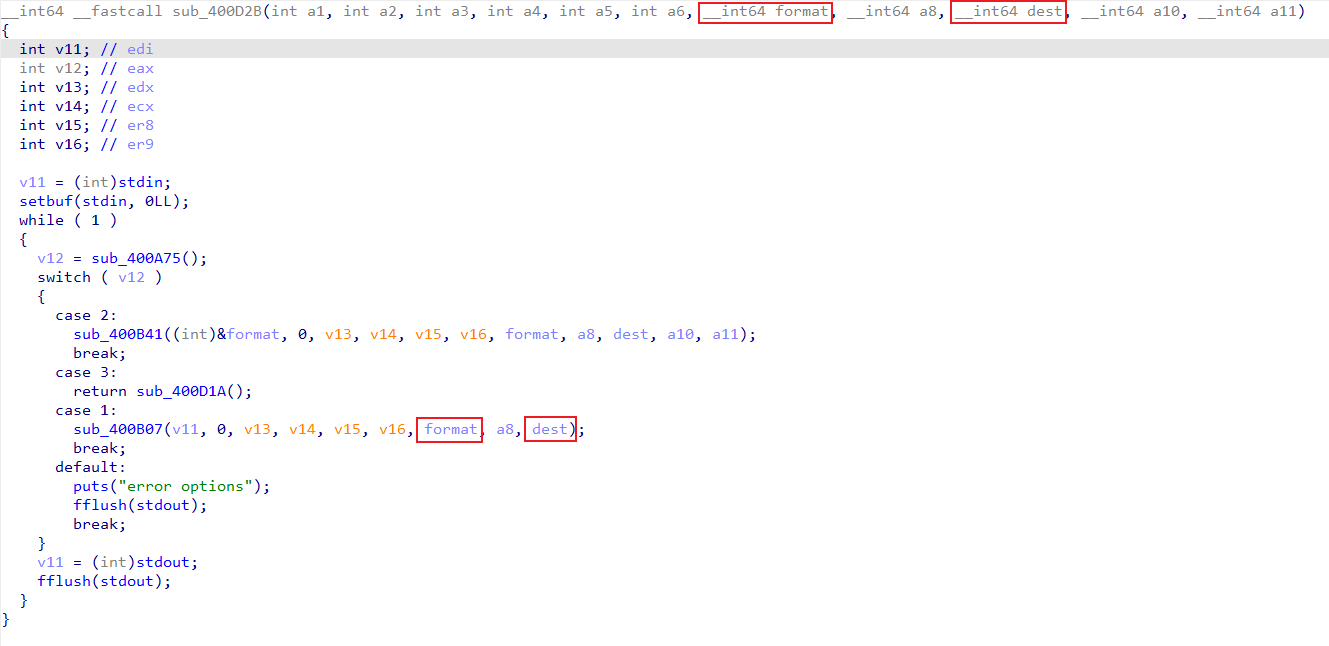 __int64 __fastcall sub_400D2B(int a1, int a2, int a3, int a4, int a5, int a6, __int64 format, __int64 a8, __int64 dest, __int64 a10, __int64 a11)
{
  int v11; // edi
  int v12; // eax
  int v13; // edx
  int v14; // ecx
  int v15; // er8
  int v16; // er9

  v11 = (int)stdin;
  setbuf(stdin, 0LL);
  while ( 1 )
  {
    v12 = sub_400A75();
    switch ( v12 )
    {
      case 2:
        sub_400B41((int)&format, 0, v13, v14, v15, v16, format, a8, dest, a10, a11);
        break;
      case 3:
        return sub_400D1A();
      case 1:
        sub_400B07(v11, 0, v13, v14, v15, v16, format, a8, dest);
        break;
      default:
        puts("error options");
        fflush(stdout);
        break;
    }
    v11 = (int)stdout;
    fflush(stdout);
  }
}